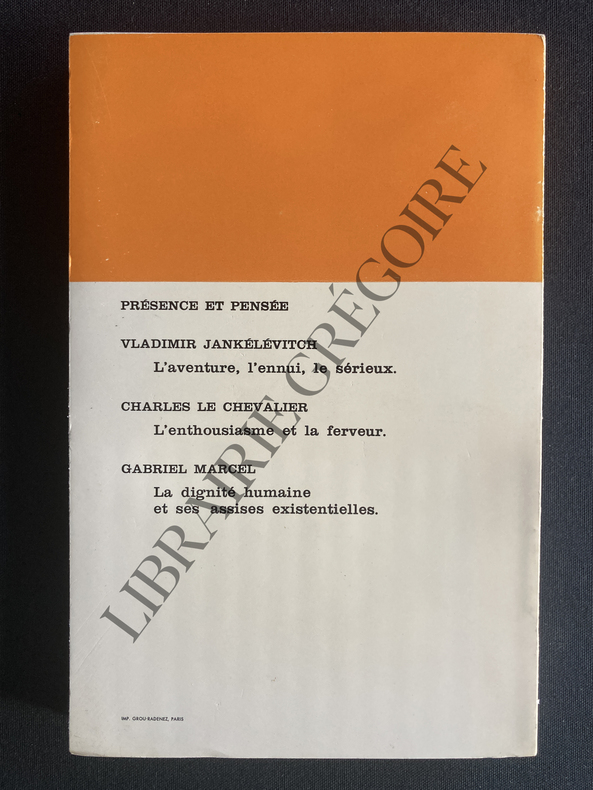 PRÉSENCE ET PENSÉE
VLADIMIR JANKÉLÉVITCH
L'aventure, l'ennui, le sérieux.
CHARLES LE CHEVALIER
L'enthousiasme et la ferveur.
GABRIEL MARCEL
La dignité humaine
et ses assises existentielles.
LIBRAIRIE GRÉGOIRE
IMP. GROU-RADENEZ, PARIS